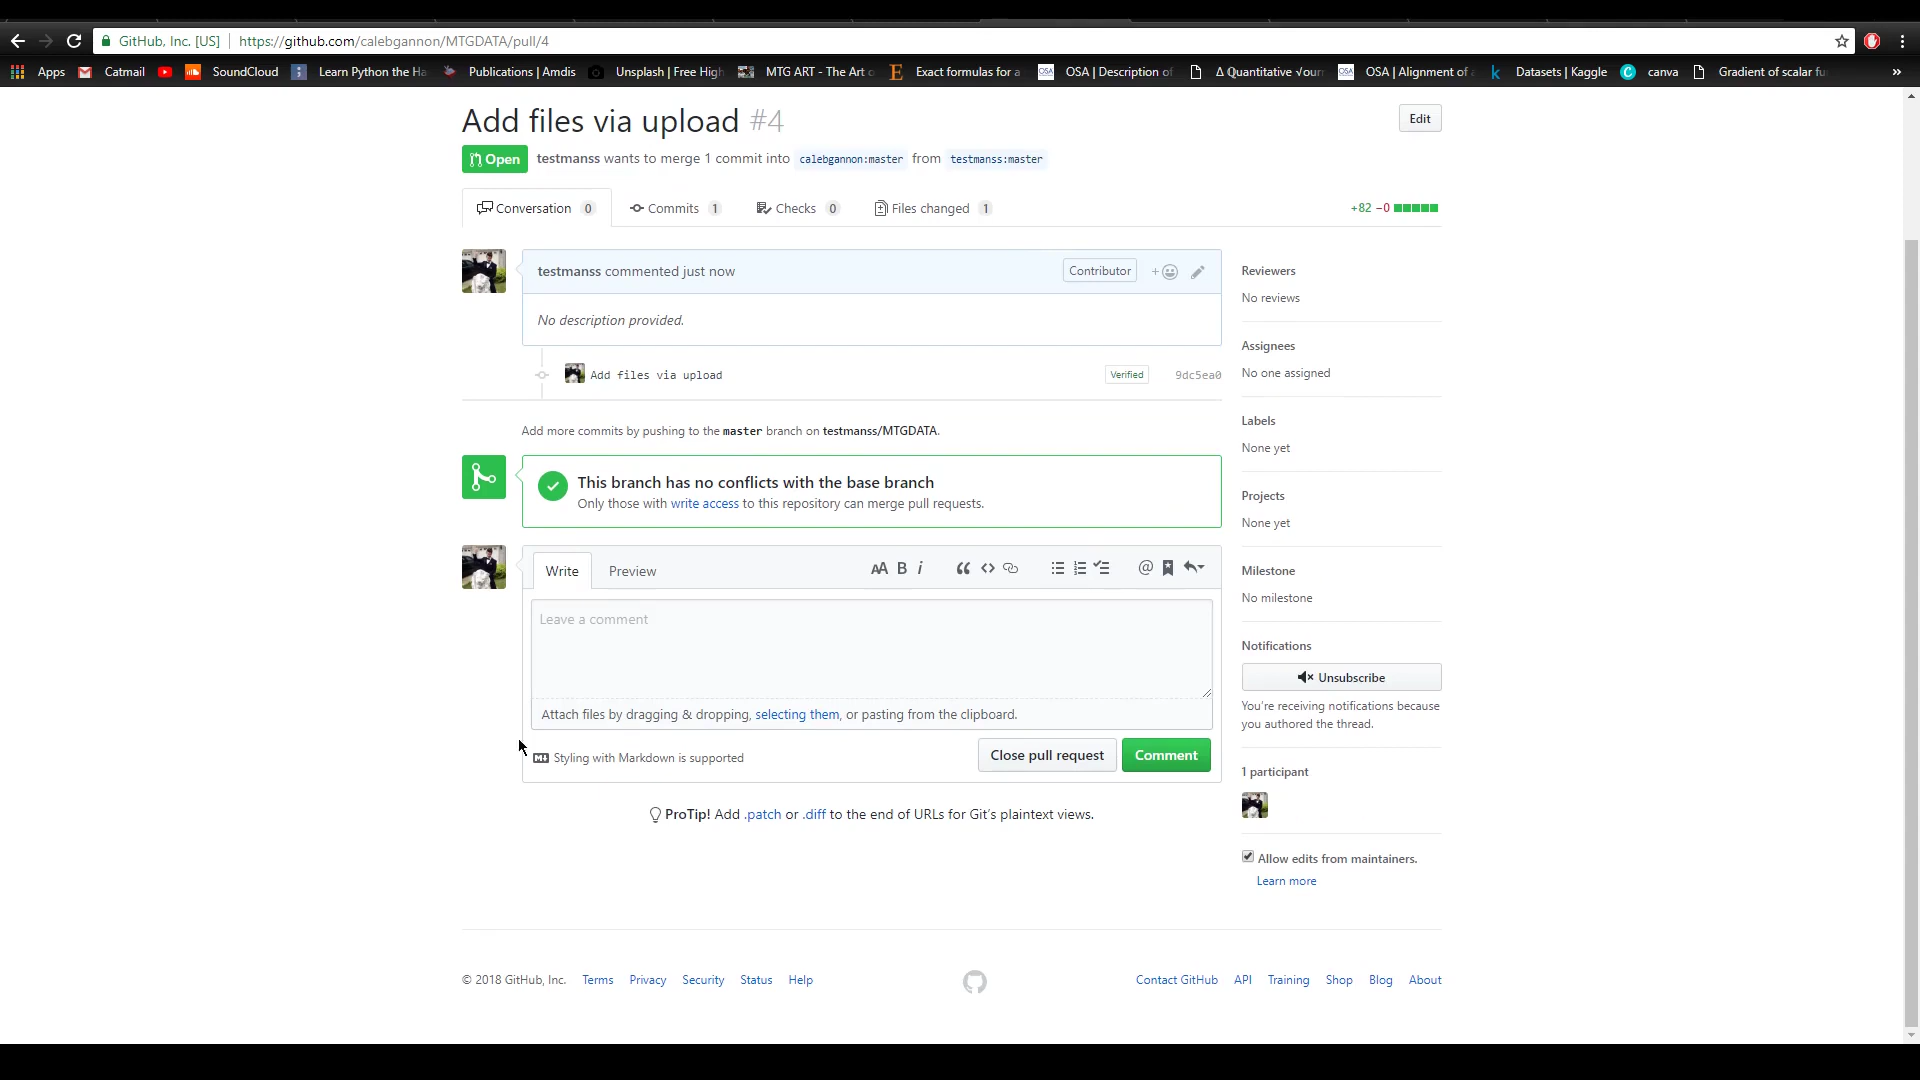 GitHub, Inc. [US] https://github.com/calebgannon/MTGDATA/pull/4
Apps Catmail SoundCloud Learn Python the Ha Publications | Amdis Unsplash | Free High MTG ART - The Art o Exact formulas for a OSA | Description of Δ Quantitative √ourn OSA | Alignment of a Datasets | Kaggle canva Gradient of scalar fu »
Add files via upload #4
Edit
Open testmanss wants to merge 1 commit into calebgannon:master from testmanss:master
Conversation 0 Commits 1 Checks 0 Files changed 1 +82 −0
testmanss commented just now Contributor
No description provided.
Add files via upload Verified 9dc5ea0
Add more commits by pushing to the master branch on testmanss/MTGDATA.
This branch has no conflicts with the base branch
Only those with write access to this repository can merge pull requests.
Write Preview
Leave a comment
Attach files by dragging & dropping, selecting them, or pasting from the clipboard.
Styling with Markdown is supported
Close pull request Comment
ProTip! Add .patch or .diff to the end of URLs for Git's plaintext views.
Reviewers
No reviews
Assignees
No one assigned
Labels
None yet
Projects
None yet
Milestone
No milestone
Notifications
Unsubscribe
You're receiving notifications because
you authored the thread.
1 participant
Allow edits from maintainers.
Learn more
© 2018 GitHub, Inc. Terms Privacy Security Status Help Contact GitHub API Training Shop Blog About